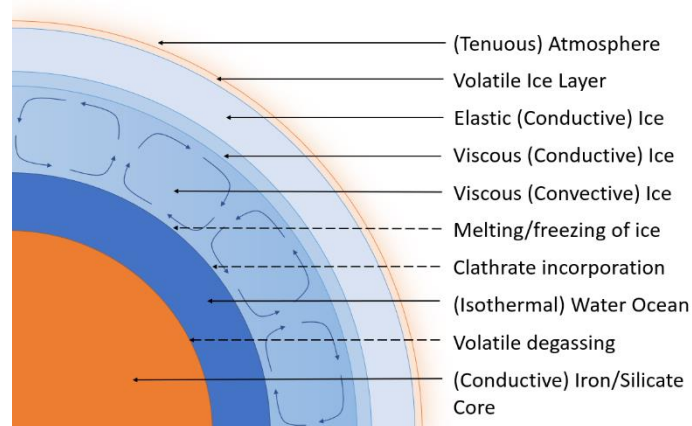 (Tenuous) Atmosphere
Volatile Ice Layer
Elastic (Conductive) Ice
Viscous (Conductive) Ice
Viscous (Convective) Ice
Melting/freezing of ice
Clathrate incorporation
(Isothermal) Water Ocean
Volatile degassing
(Conductive) Iron/Silicate
Core